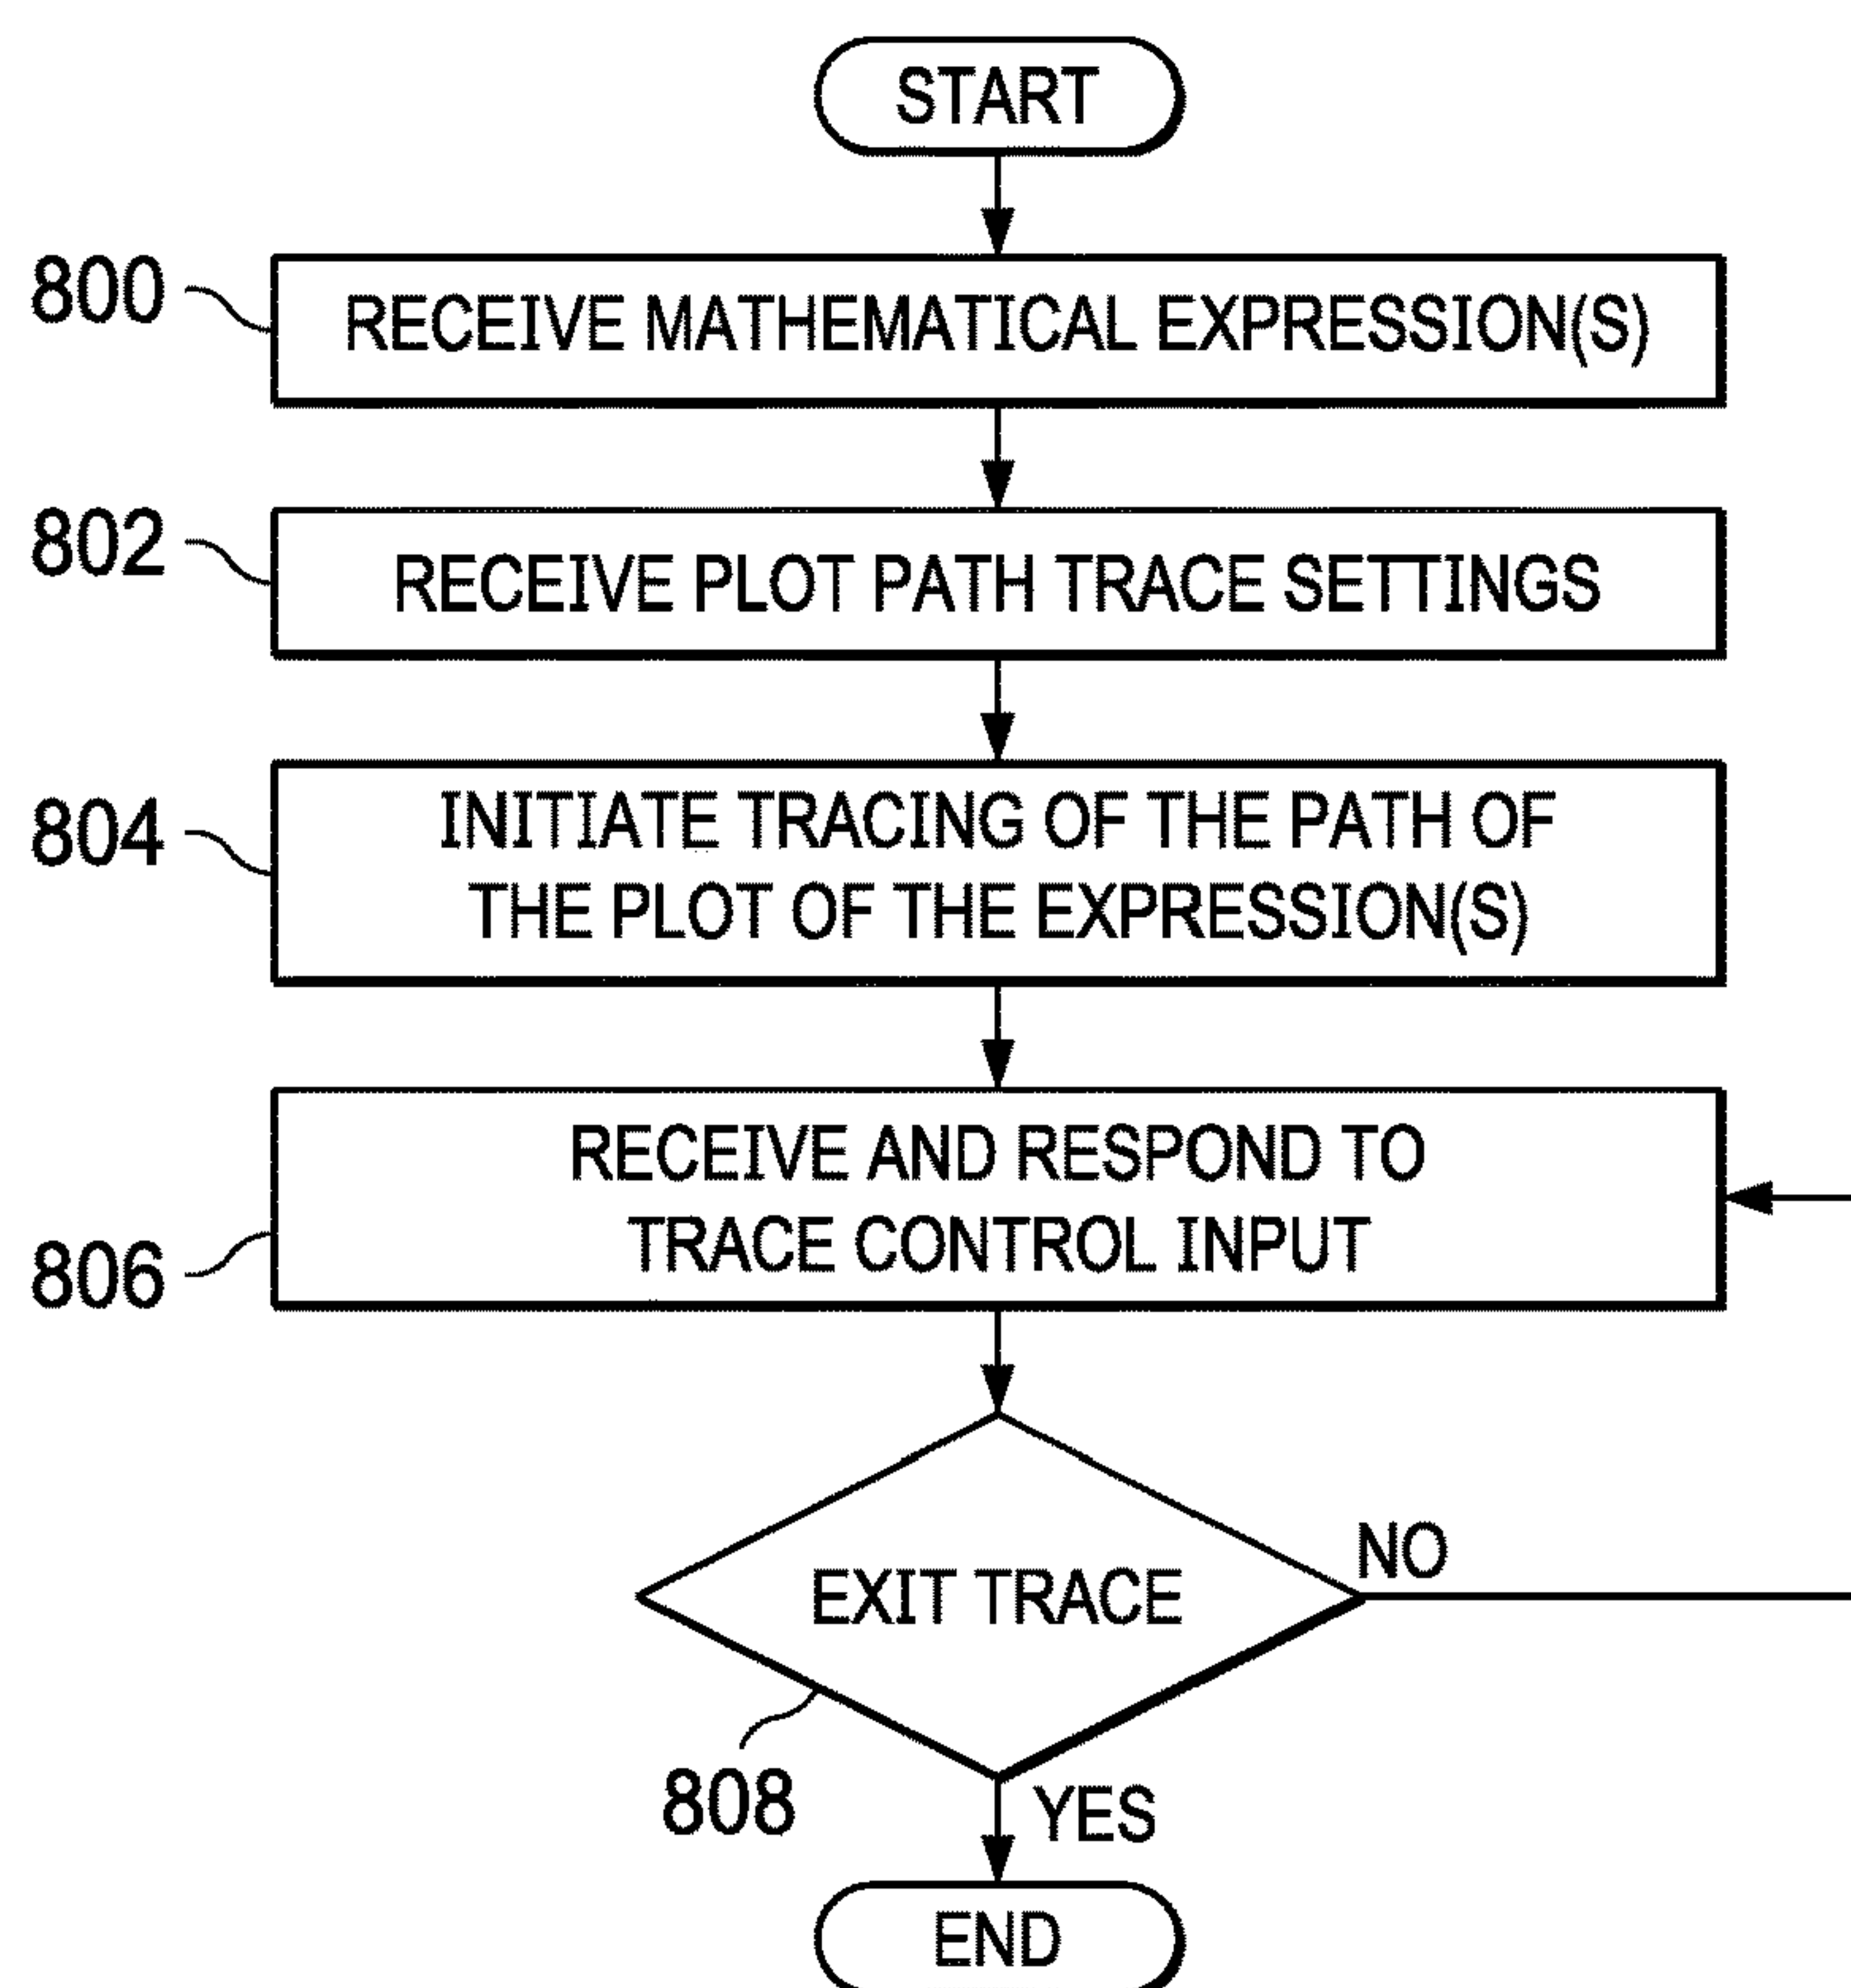 START
800
RECEIVE MATHEMATICAL EXPRESSION(S)
802
RECEIVE PLOT PATH TRACE SETTINGS
804
INITIATE TRACING OF THE PATH OF
THE PLOT OF THE EXPRESSION(S)
806
RECEIVE AND RESPOND TO
TRACE CONTROL INPUT
EXIT TRACE
NO
808
YES
END